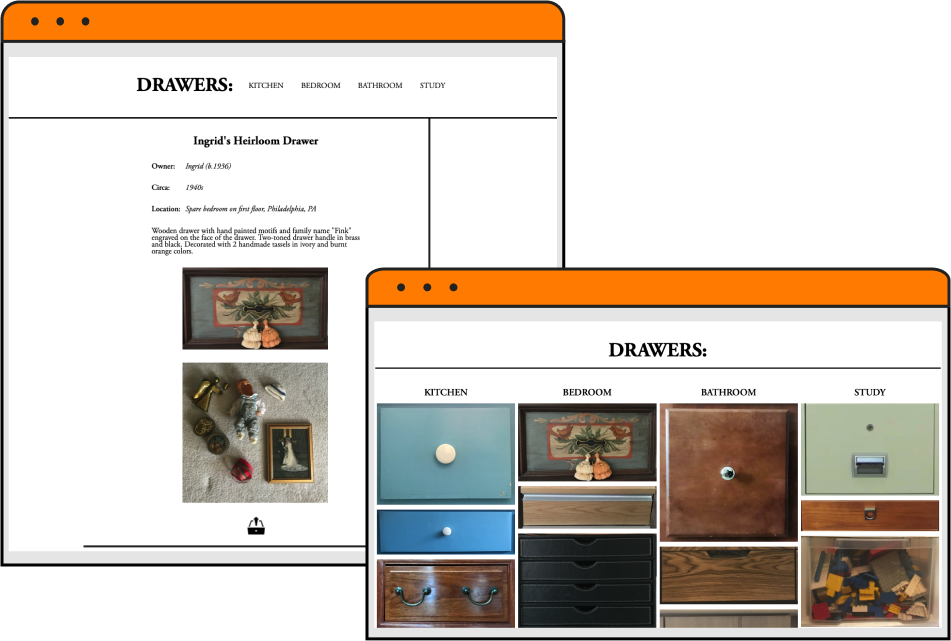 DRAWERS: KITCHEN BEDROOM BATHROOM STUDY
Ingrid's Heirloom Drawer
Owner: Ingrid (b.1936)
Circa: 1940s
Location: Spare bedroom on first floor, Philadelphia, PA
Wooden drawer with hand painted motifs and family name "Fink"
engraved on the face of the drawer. Two-toned drawer handle in brass
and black, Decorated with 2 handmade tassels in ivory and burnt
orange colors.
DRAWERS:
KITCHEN BEDROOM BATHROOM STUDY